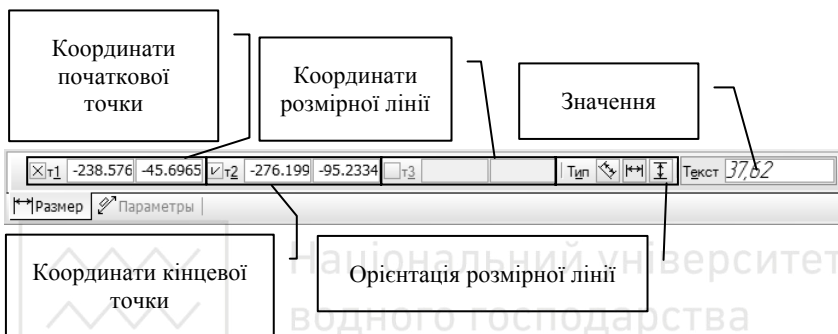 Координати
початкової
точки
Координати
розмірної лінії
Значення
т1 -238.576 -45.6965 т2 -276.199 -95.2334 т3 Тип Текст 37,62
Размер Параметры
Координати кінцевої
точки
Орієнтація розмірної лінії
Національний університет
водного господарства